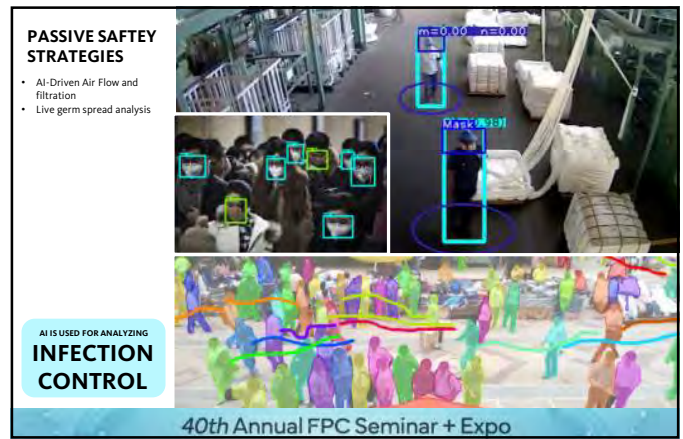 PASSIVE SAFTEY
STRATEGIES
• AI-Driven Air Flow and
filtration
• Live germ spread analysis
m=0.00 n=0.00
Mask
.98)
AI IS USED FOR ANALYZING
INFECTION
CONTROL
40th Annual FPC Seminar + Expo